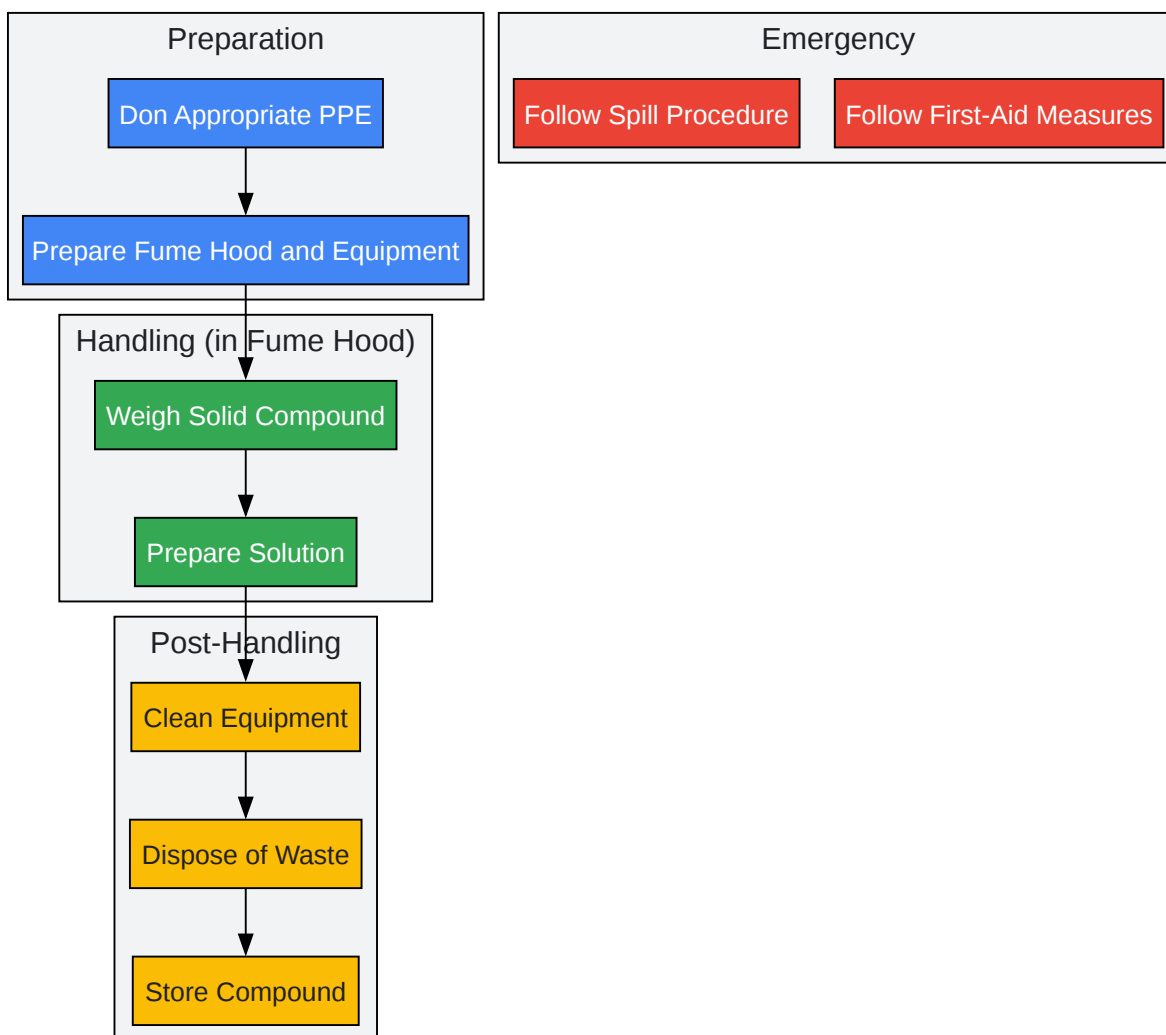 Preparation
Don Appropriate PPE
Prepare Fume Hood and Equipment
Emergency
Follow Spill Procedure
Follow First-Aid Measures
Handling (in Fume Hood)
Weigh Solid Compound
Prepare Solution
Post-Handling
Clean Equipment
Dispose of Waste
Store Compound